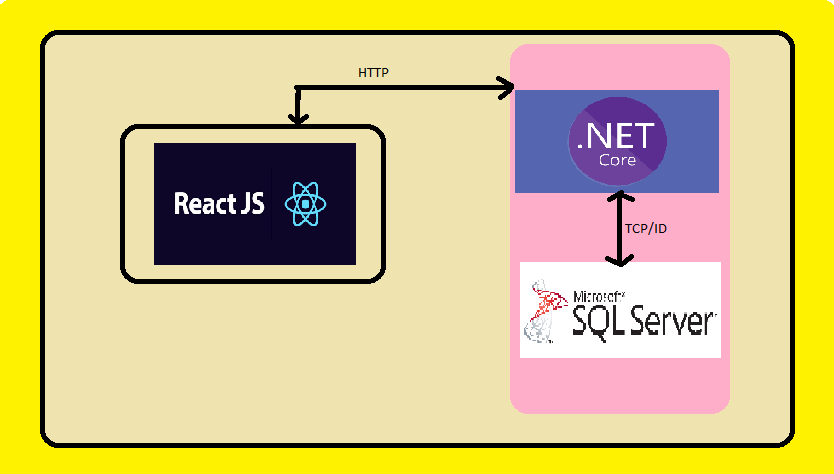 HTTP
.NET
Core
React JS
TCP/ID
Microsoft
SQL Server